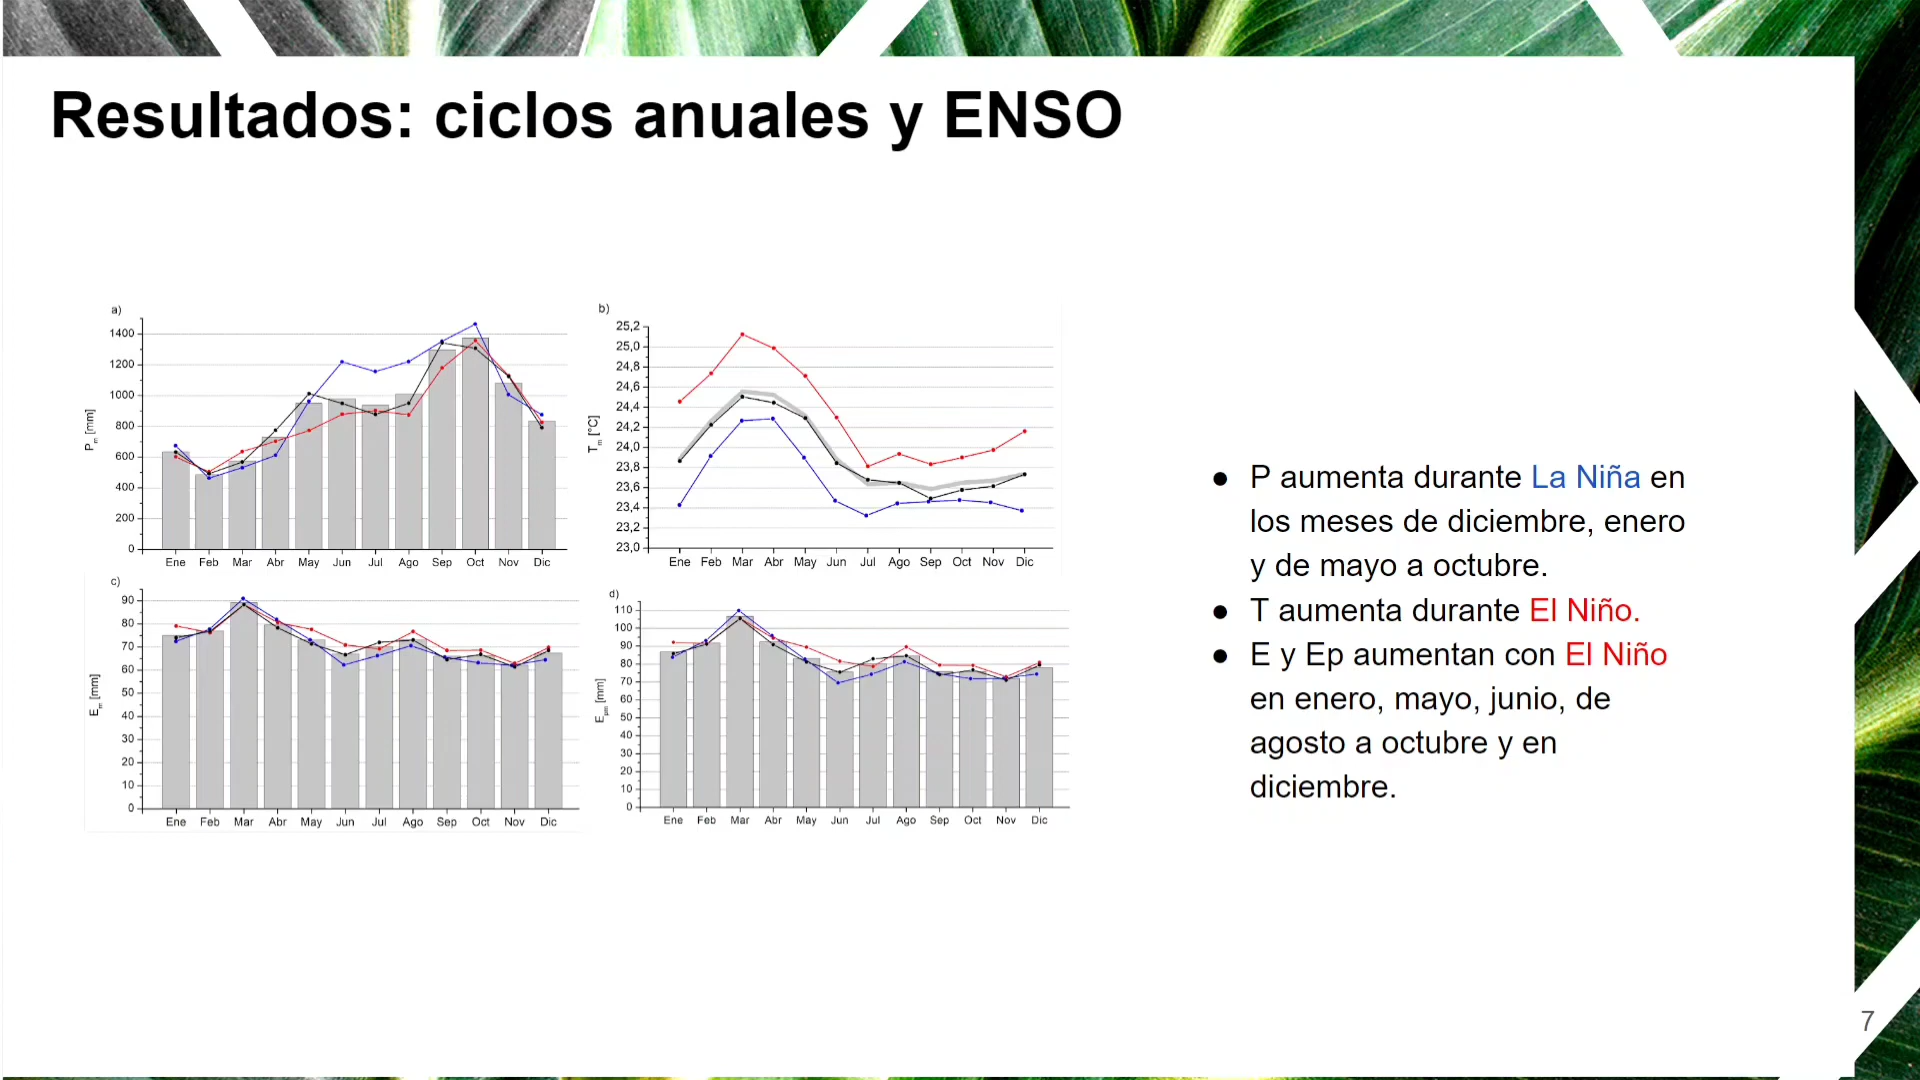 Resultados: ciclos anuales y ENSO
a)
Pm [mm]
1400
1200
1000
800
600
400
200
0
Ene Feb Mar Abr May Jun Jul Ago Sep Oct Nov Dic
b)
Tm [°C]
25,2
25,0
24,8
24,6
24,4
24,2
24,0
23,8
23,6
23,4
23,2
23,0
Ene Feb Mar Abr May Jun Jul Ago Sep Oct Nov Dic
c)
Em [mm]
90
80
70
60
50
40
30
20
10
0
Ene Feb Mar Abr May Jun Jul Ago Sep Oct Nov Dic
d)
Epm [mm]
110
100
90
80
70
60
50
40
30
20
10
0
Ene Feb Mar Abr May Jun Jul Ago Sep Oct Nov Dic
● P aumenta durante La Niña en
los meses de diciembre, enero
y de mayo a octubre.
● T aumenta durante El Niño.
● E y Ep aumentan con El Niño
en enero, mayo, junio, de
agosto a octubre y en
diciembre.
7